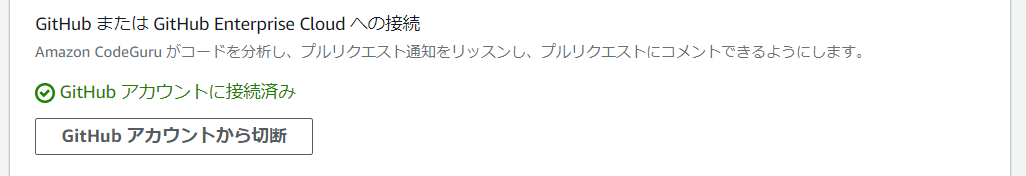 GitHub または GitHub Enterprise Cloud への接続
Amazon CodeGuru がコードを分析し、プルリクエスト通知をリッスンし、プルリクエストにコメントできるようにします。
GitHub アカウントに接続済み
GitHub アカウントから切断